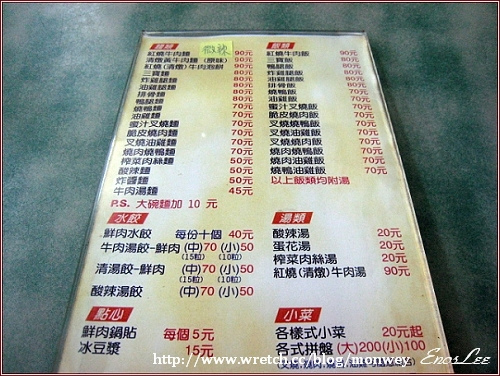 麵類
微辣
紅燒牛肉麵 90元
清燉黃牛肉麵 (原味) 90元
紅燒(清燉)牛肉泡餅 90元
三寶麵 80元
炸雞腿麵 80元
油雞腿麵 80元
排骨麵 80元
鴨腿麵 80元
燒鴨麵 70元
油雞麵 70元
蜜汁叉燒麵 70元
脆皮燒肉麵 70元
叉燒油雞麵 70元
燒肉燒鴨麵 70元
榨菜肉絲麵 50元
酸辣麵 50元
炸醬麵 50元
牛肉湯麵 45元
P.S. 大碗麵加 10 元
飯類
紅燒牛肉飯 90元
三寶飯 80元
鴨腿飯 80元
炸雞腿飯 80元
油雞腿飯 80元
排骨飯 80元
油雞飯 70元
燒鴨飯 70元
蜜汁叉燒飯 70元
脆皮燒肉飯 70元
叉燒燒鴨飯 70元
叉燒油雞飯 70元
燒肉燒鴨飯 70元
燒肉油雞飯 70元
燒鴨油雞飯 70元
以上飯類均附湯
水餃
鮮肉水餃 每份十個 40元
牛肉湯餃-鮮肉 (中)70 (小)50
(15粒) (10粒)
清湯餃-鮮肉 (中)70 (小)50
(15粒) (10粒)
酸辣湯餃 (中)70 (小)50
湯類
酸辣湯 20元
蛋花湯 20元
榨菜肉絲湯 20元
紅燒(清燉)牛肉湯 90元
點心
鮮肉鍋貼 每個5元
冰豆漿 15元
小菜
各樣式小菜 20元起
各式拼盤 (大)200(小)100
http://www.wretch.cc/blog/monwey
EnosLee